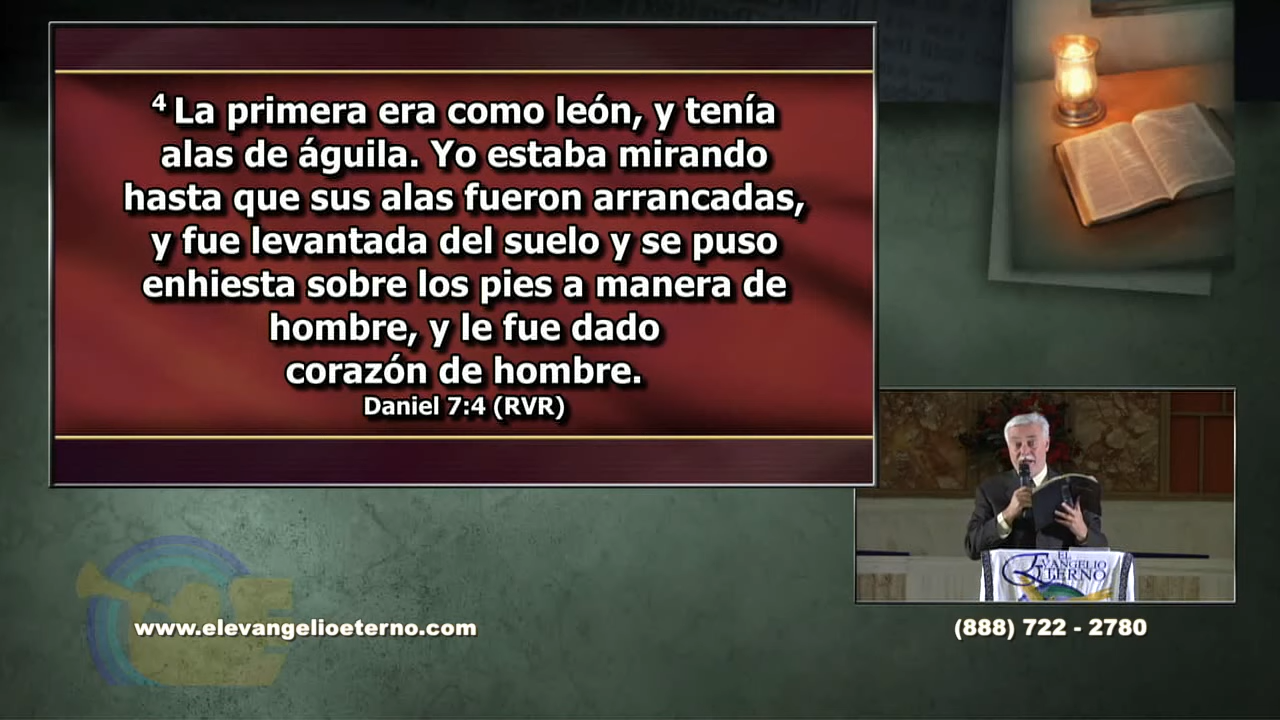 4 La primera era como león, y tenía
alas de águila. Yo estaba mirando
hasta que sus alas fueron arrancadas,
y fue levantada del suelo y se puso
enhiesta sobre los pies a manera de
hombre, y le fue dado
corazón de hombre.
Daniel 7:4 (RVR)
EL
EVANGELIO
ETERNO
www.elevangelioeterno.com
(888) 722 - 2780